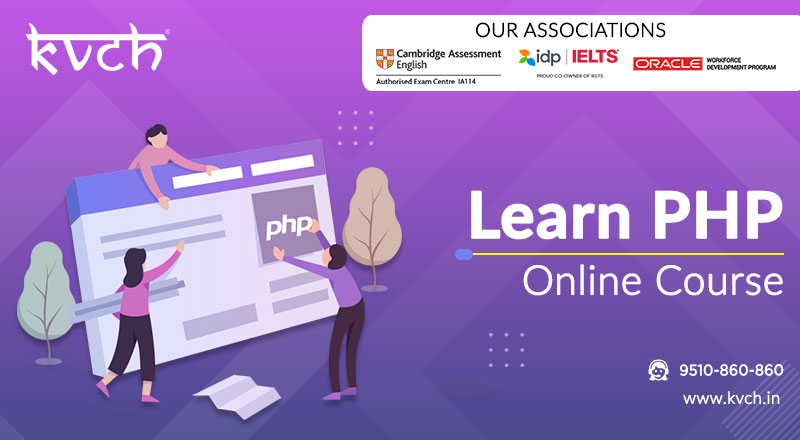 kvch®
OUR ASSOCIATIONS
Cambridge Assessment
English
Authorised Exam Centre IA114
idp | IELTS
PROUD CO-OWNER OF IELTS
ORACLE
WORKFORCE
DEVELOPMENT PROGRAM
php
Learn PHP
Online Course
9510-860-860
www.kvch.in